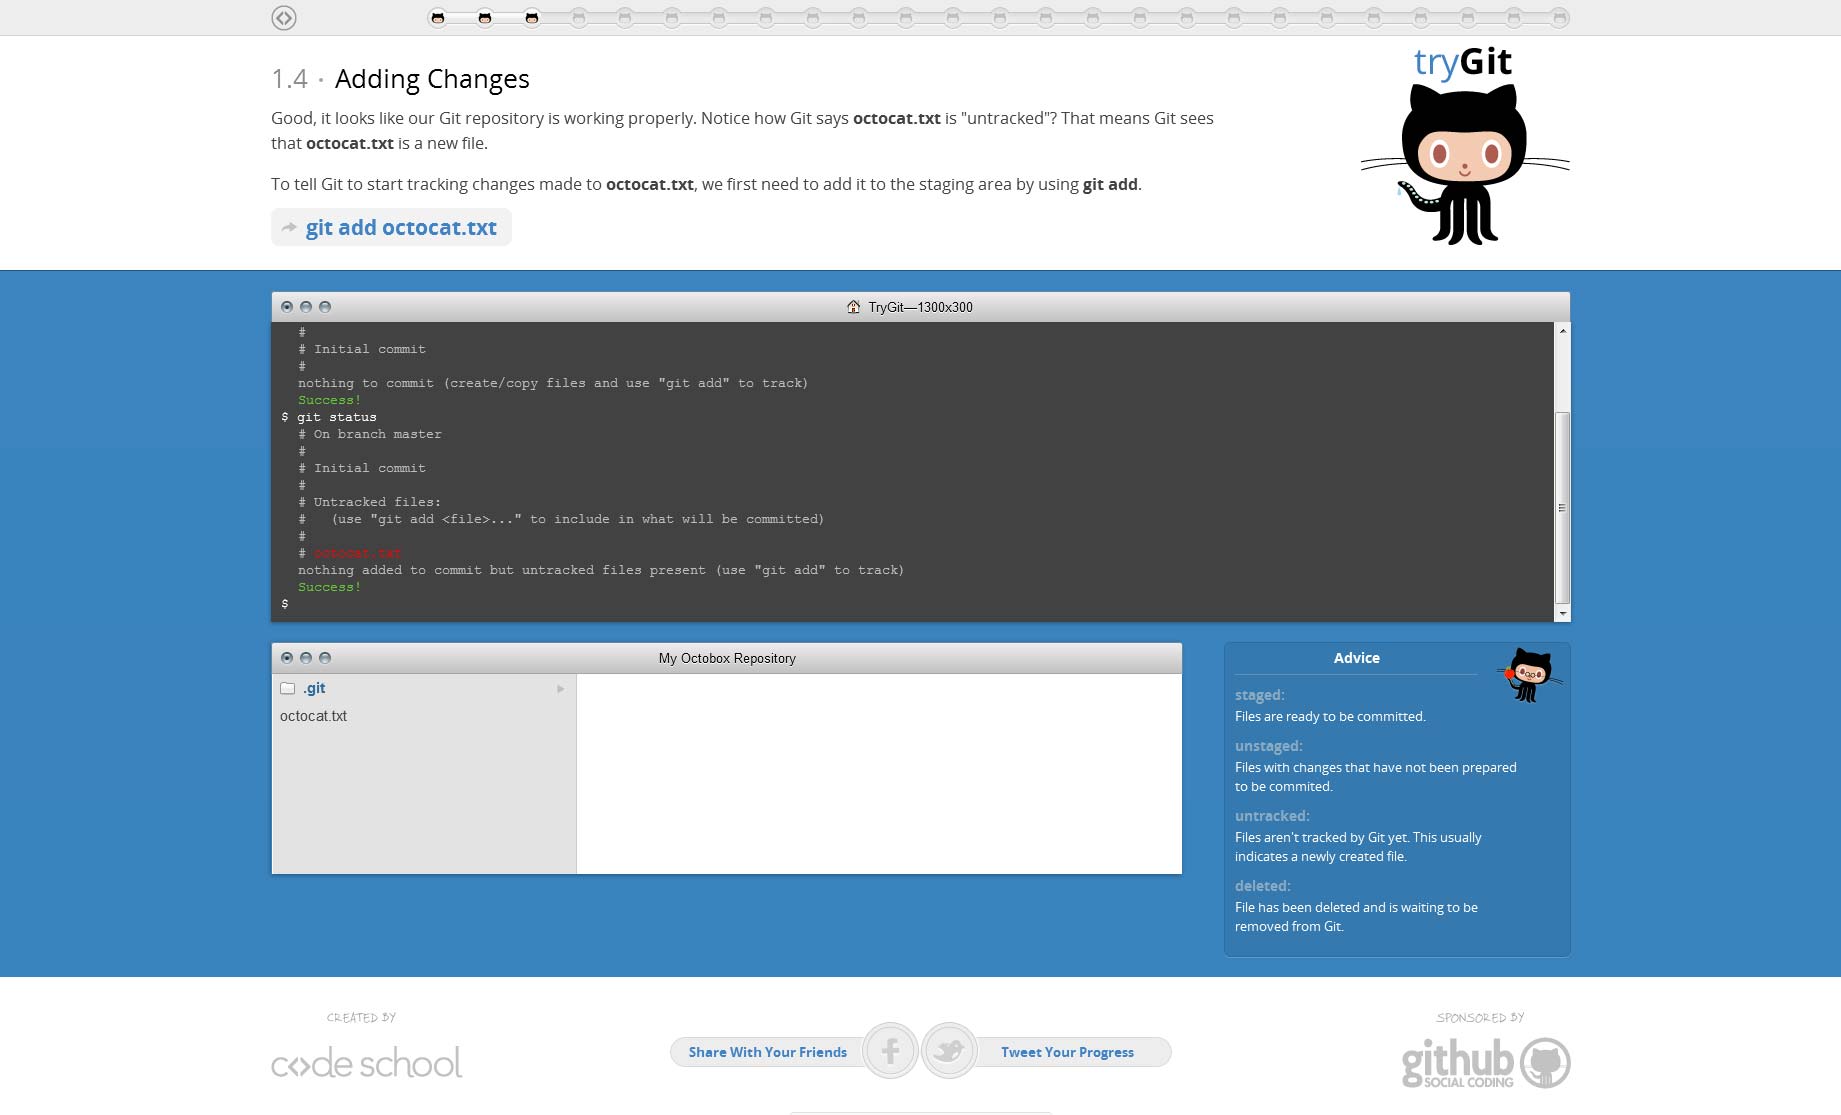 tryGit
1.4 · Adding Changes
Good, it looks like our Git repository is working properly. Notice how Git says octocat.txt is "untracked"? That means Git sees
that octocat.txt is a new file.
To tell Git to start tracking changes made to octocat.txt, we first need to add it to the staging area by using git add.
git add octocat.txt
TryGit—1300x300
#
# Initial commit
#
nothing to commit (create/copy files and use "git add" to track)
Success!
$ git status
# On branch master
#
# Initial commit
#
# Untracked files:
#   (use "git add <file>..." to include in what will be committed)
#
# octocat.txt
nothing added to commit but untracked files present (use "git add" to track)
Success!
$
My Octobox Repository
.git
octocat.txt
Advice
staged:
Files are ready to be committed.
unstaged:
Files with changes that have not been prepared
to be commited.
untracked:
Files aren't tracked by Git yet. This usually
indicates a newly created file.
deleted:
File has been deleted and is waiting to be
removed from Git.
CREATED BY
code school
Share With Your Friends
Tweet Your Progress
SPONSORED BY
github
SOCIAL CODING